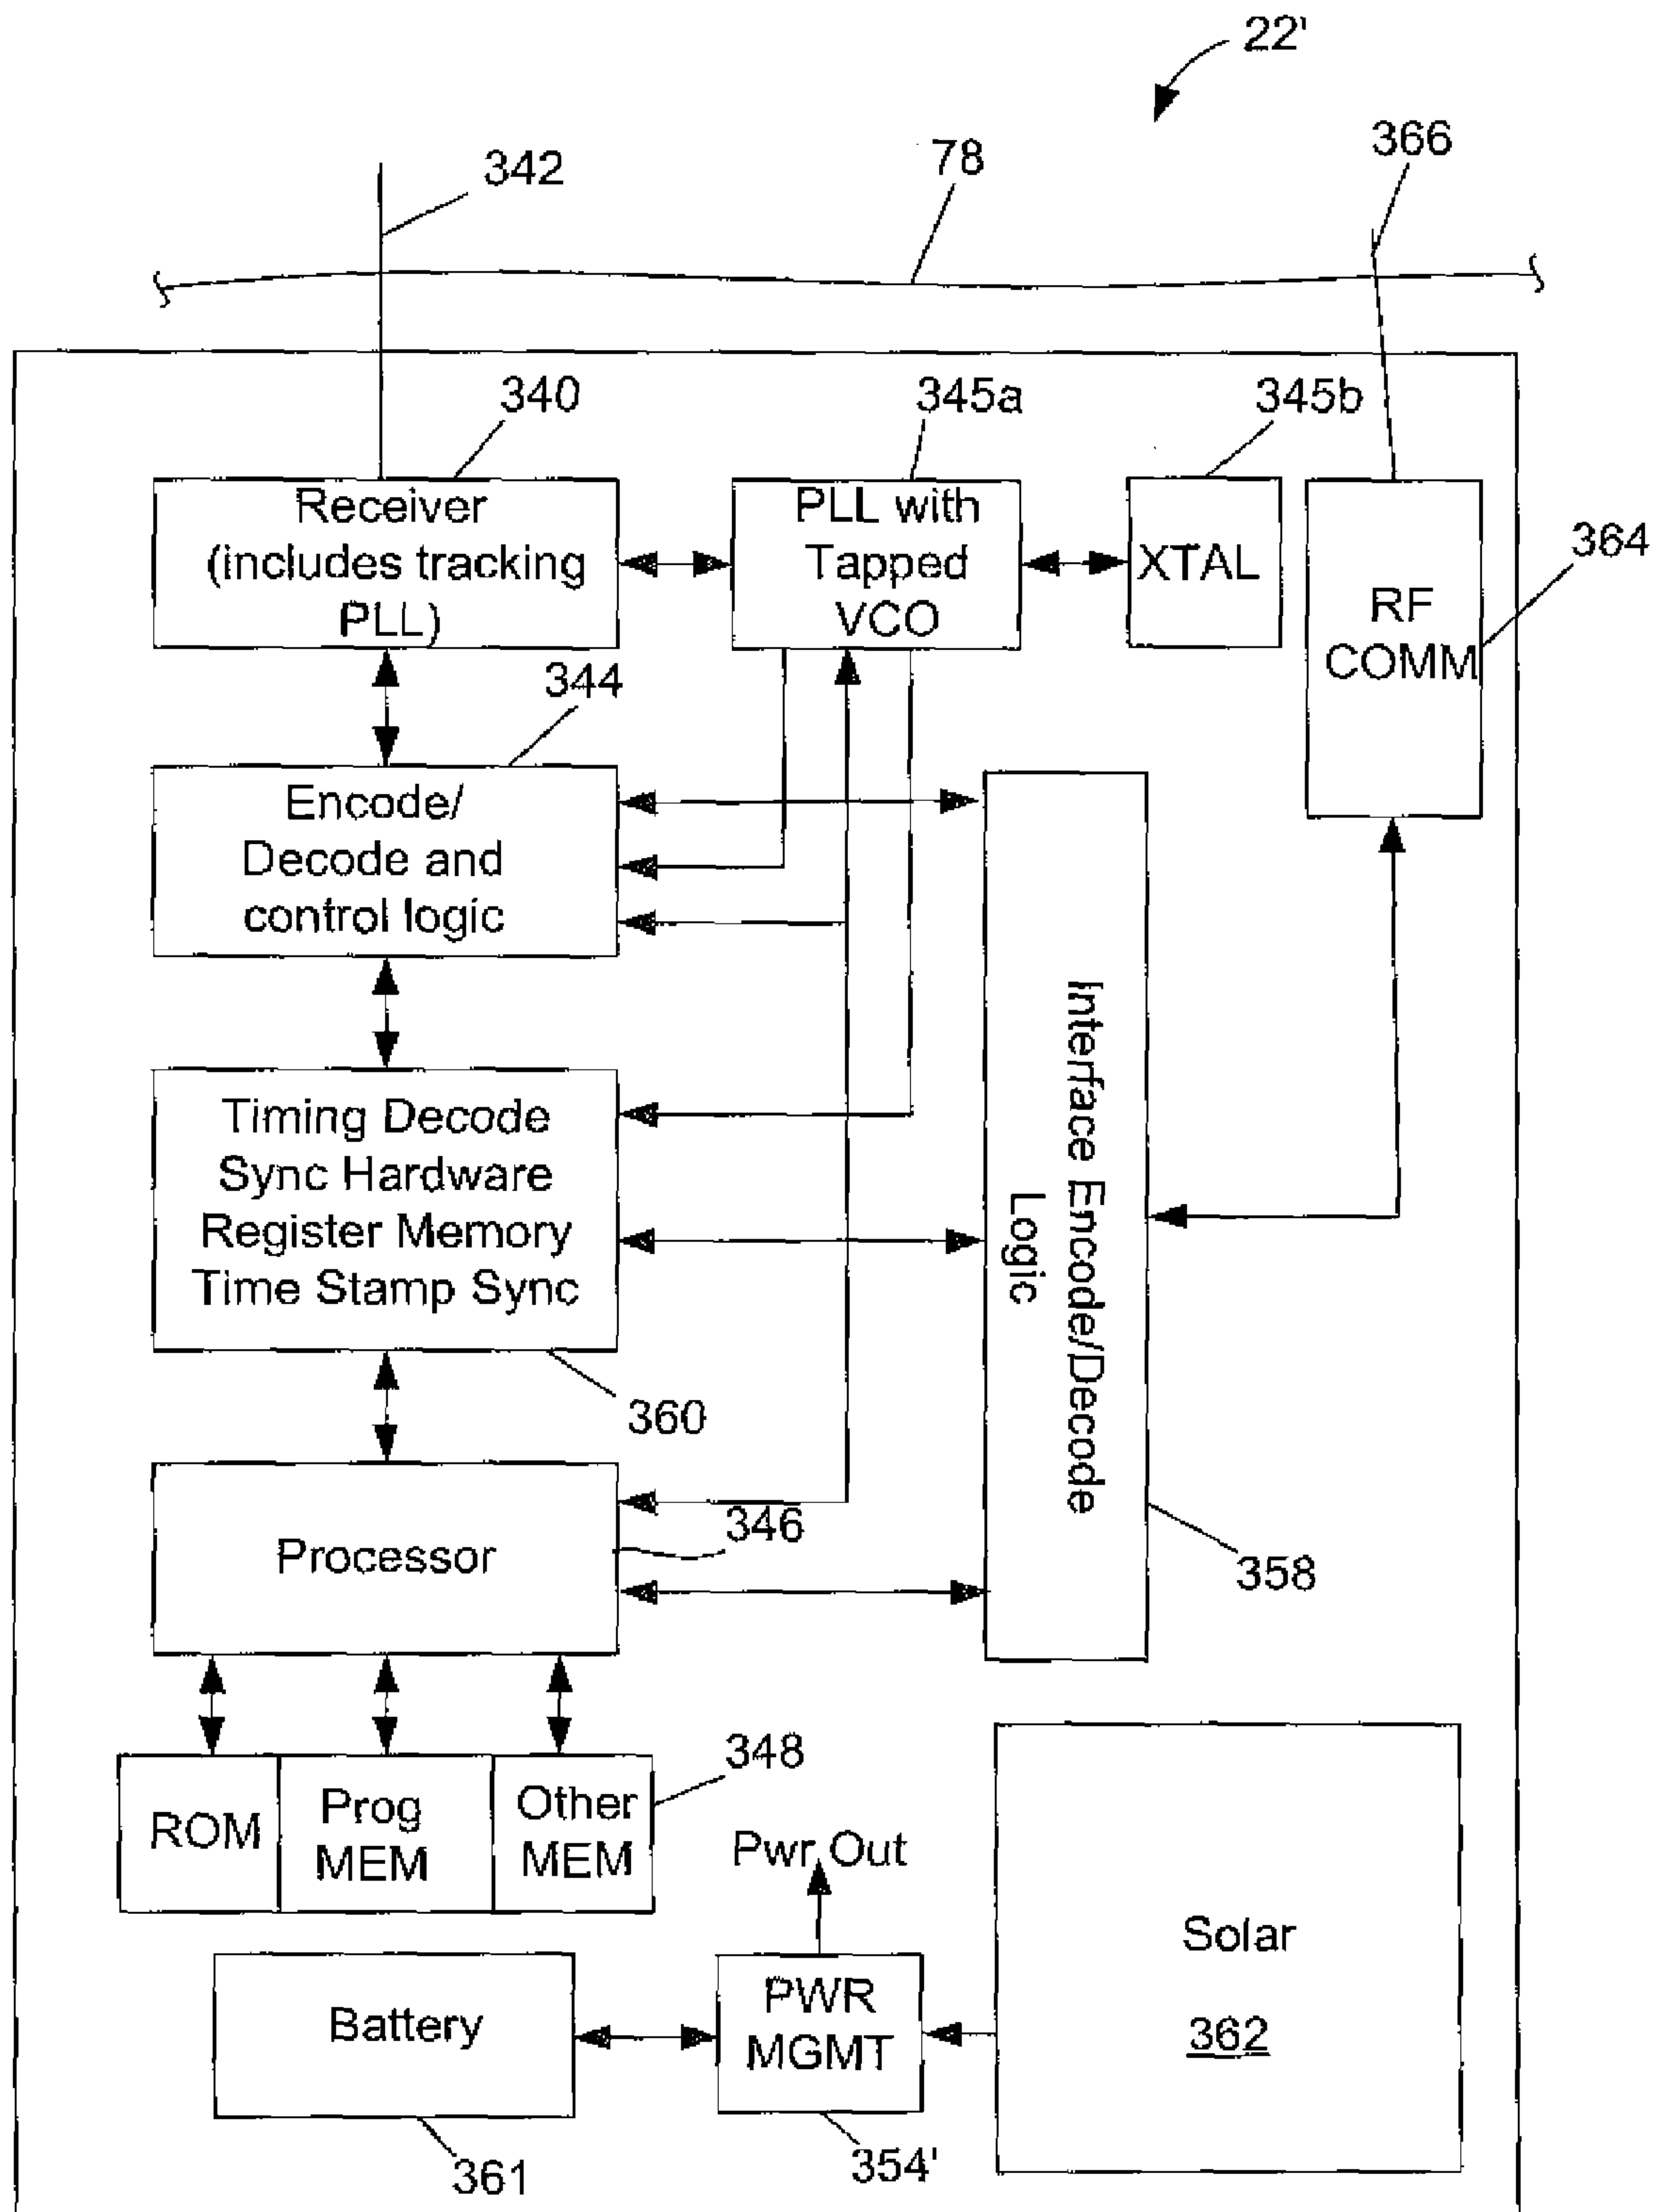 22'
342
78
366
340
345a
345b
364
Receiver
(includes tracking
PLL)
PLL with
Tapped
VCO
XTAL
RF
COMM
344
Encode/
Decode and
control logic
Timing Decode
Sync Hardware
Register Memory
Time Stamp Sync
Interface Encode/Decode
Logic
360
346
Processor
358
348
ROM
Prog
MEM
Other
MEM
Pwr Out
Solar
362
Battery
PWR
MGMT
361
354'